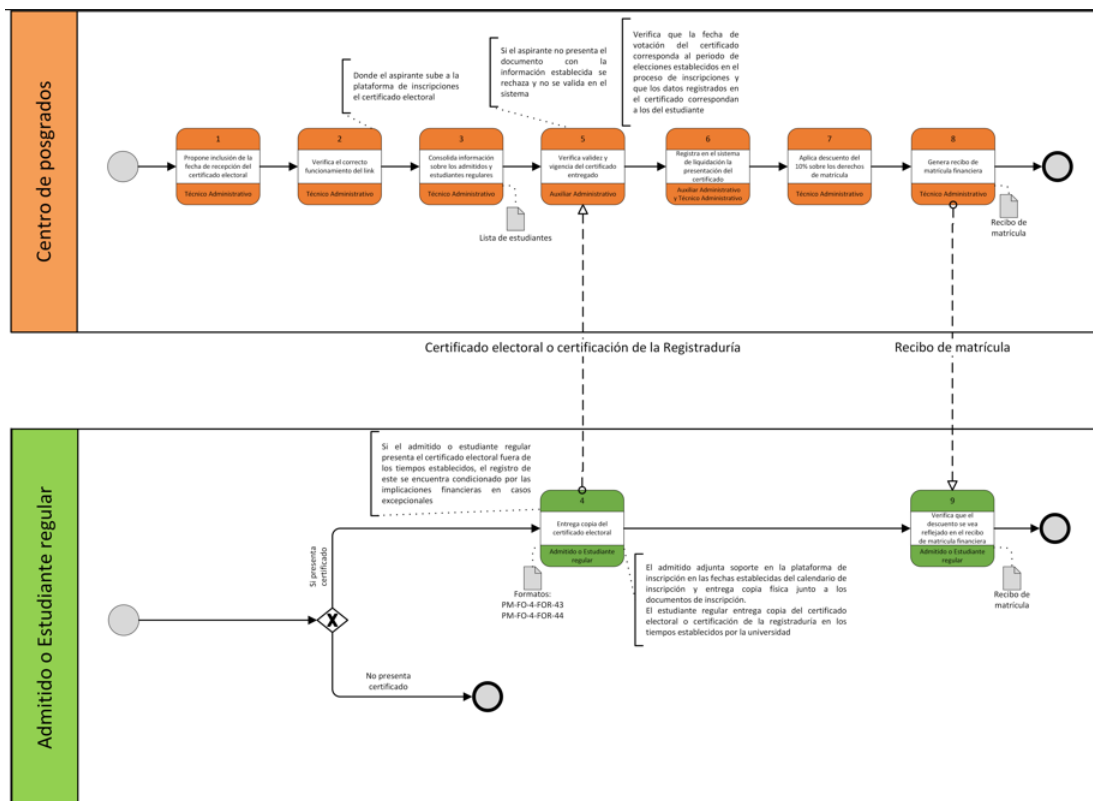 Centro de posgrados
Donde el aspirante sube a la
plataforma de inscripciones
el certificado electoral
Si el aspirante no presenta el
documento con la
información establecida se
rechaza y no se valida en el
sistema
Verifica que la fecha de
votación del certificado
corresponda al periodo de
elecciones establecidos en el
proceso de inscripciones y
que los datos registrados en
el certificado correspondan
a los del estudiante
1
Propone inclusión de la
fecha de recepción del
certificado electoral
Técnico Administrativo
2
Verifica el correcto
funcionamiento del link
Técnico Administrativo
3
Consolida información
sobre los admitidos y
estudiantes regulares
Técnico Administrativo
5
Verifica validez y
vigencia del certificado
entregado
Auxiliar Administrativo
6
Registra en el sistema de
liquidación la
presentación del
certificado
Auxiliar Administrativo
y Técnico Administrativo
7
Aplica descuento del
10% sobre los derechos
de matrícula
Técnico Administrativo
8
Genera recibo de
matrícula financiera
Técnico Administrativo
Lista de estudiantes
Recibo de
matrícula
Certificado electoral o certificación de la Registraduría
Recibo de matrícula
Admitido o Estudiante regular
Si el admitido o estudiante regular
presenta el certificado electoral fuera de
los tiempos establecidos, el registro de
este se encuentra condicionado por las
implicaciones financieras en casos
excepcionales
4
Entrega copia del
certificado electoral
Admitido o Estudiante
regular
9
Verifica que el
descuento se vea
reflejado en el recibo
de matrícula financiera
Admitido o Estudiante
regular
Si presenta
certificado
X
Formatos:
PM-FO-4-FOR-43
PM-FO-4-FOR-44
El admitido adjunta soporte en la plataforma de
inscripción en las fechas establecidas del calendario de
inscripción y entrega copia física junto a los
documentos de inscripción.
El estudiante regular entrega copia del certificado
electoral o certificación de la registraduría en los
tiempos establecidos por la universidad
Recibo de
matrícula
No presenta
certificado